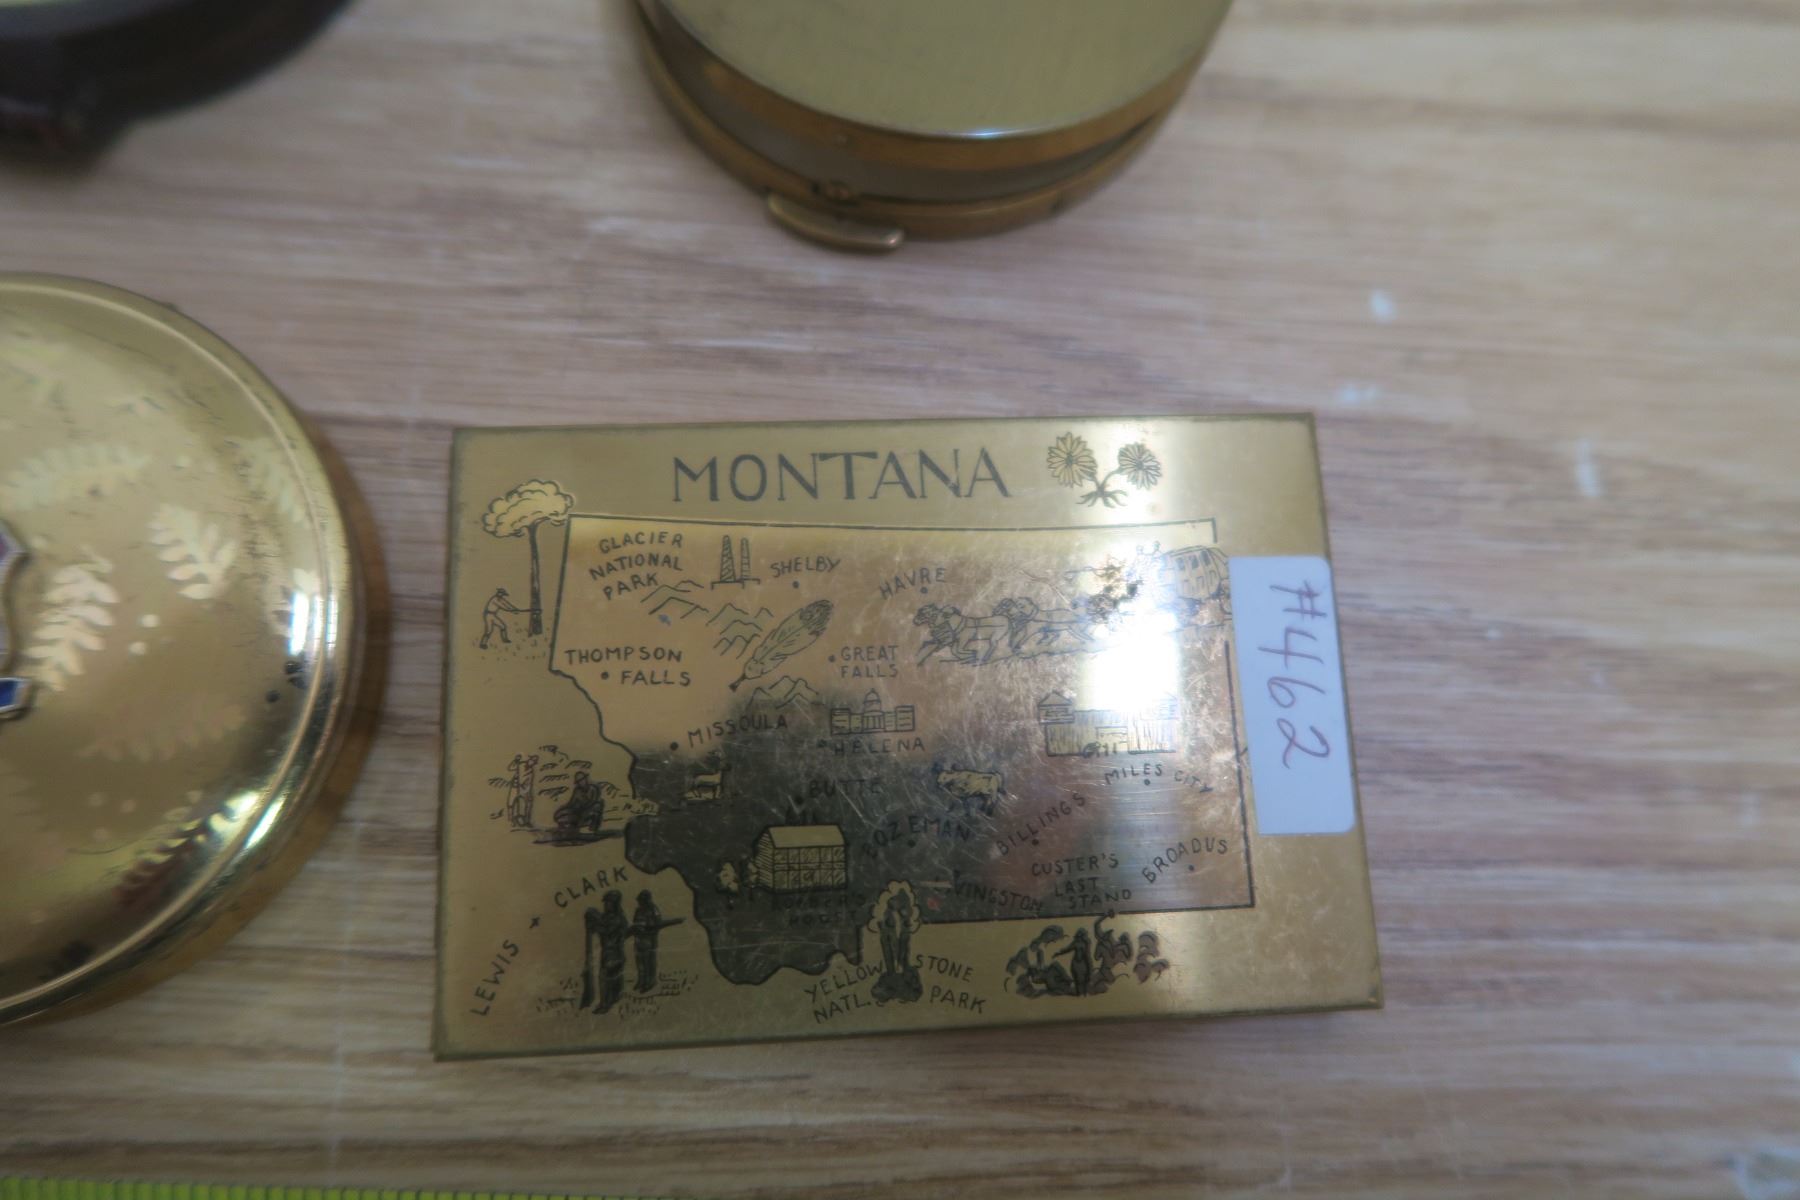 MONTANA
GLACIER
NATIONAL
PARK
SHELBY
HAVRE
#462
THOMPSON
FALLS
GREAT
FALLS
MISSOULA
HELENA
BUTTE
MILES CITY
BOZEMAN
BILLINGS
BROADUS
CUSTER'S
LAST
STAND
LIVINGSTON
LEWIS + CLARK
YELLOW STONE
NATL. PARK